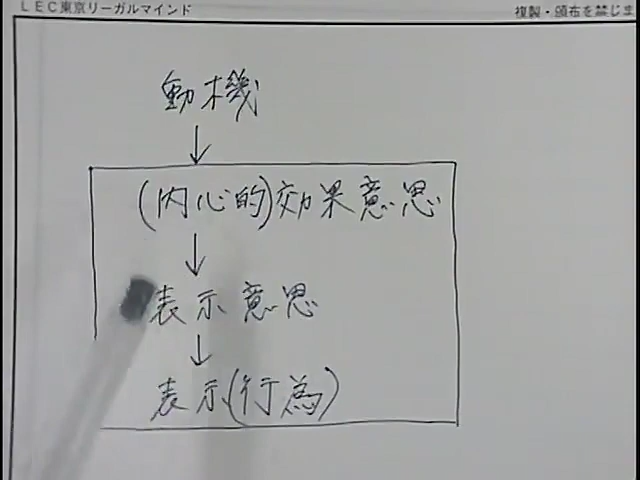 LEC東京リーガルマインド
複製・頒布を禁じま
動機
↓
(内心的)効果意思
↓
表示意思
↓
表示(行為)